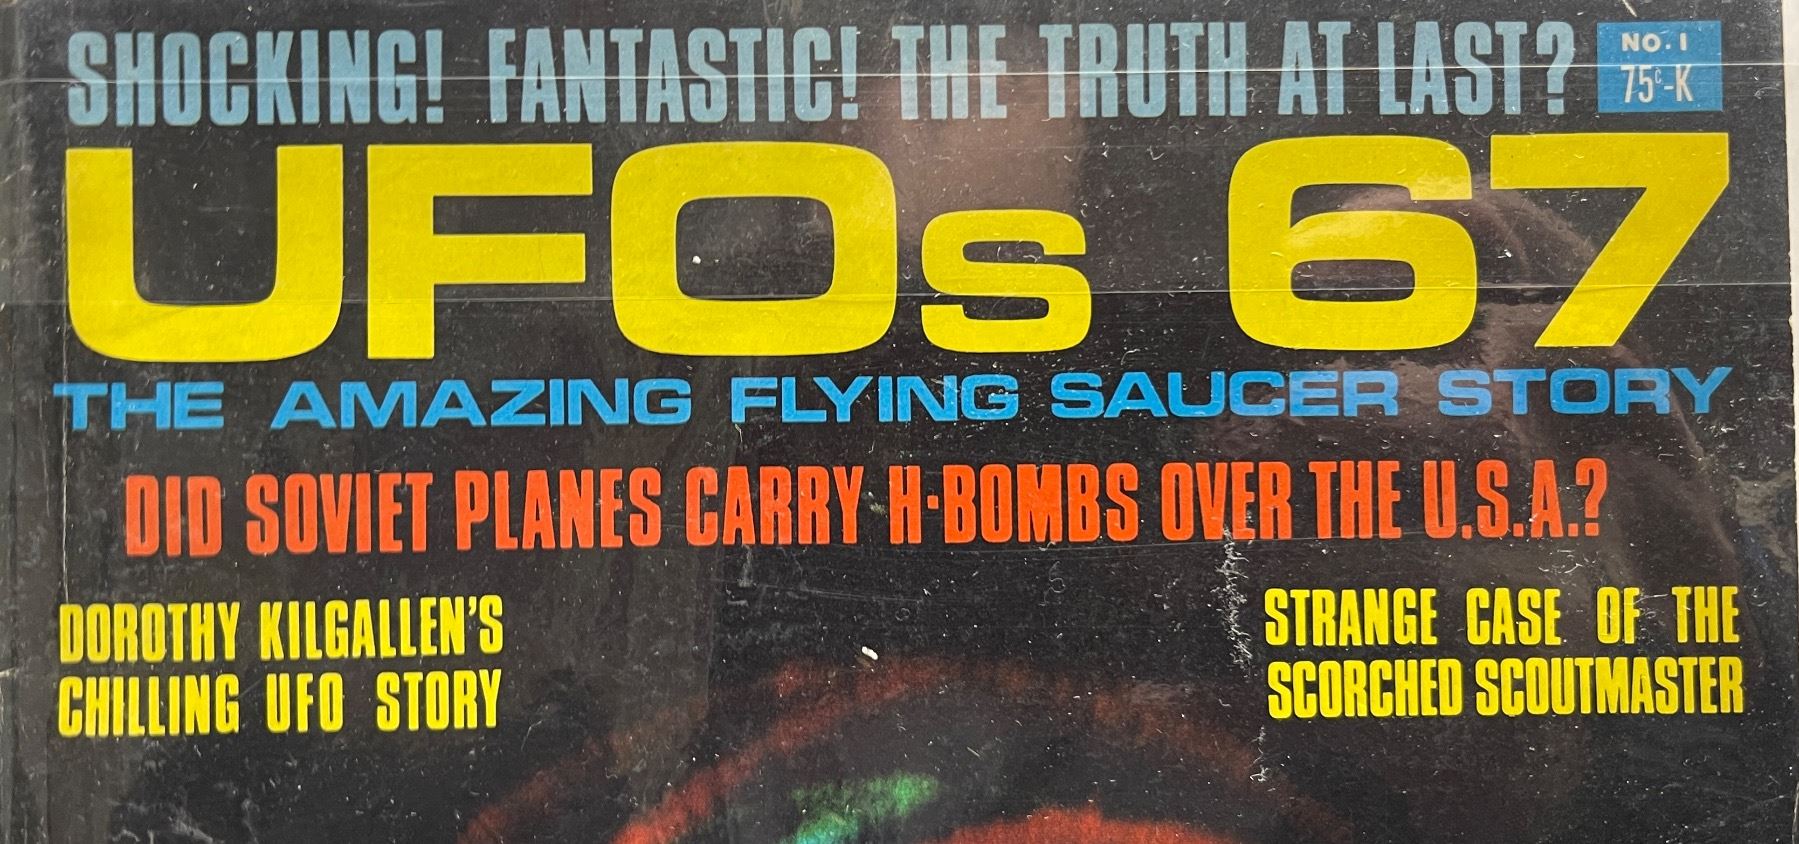 SHOCKING! FANTASTIC! THE TRUTH AT LAST?
NO. 1
75¢-K
UFOs 67
THE AMAZING FLYING SAUCER STORY
DID SOVIET PLANES CARRY H-BOMBS OVER THE U.S.A.?
DOROTHY KILGALLEN'S
CHILLING UFO STORY
STRANGE CASE OF THE
SCORCHED SCOUTMASTER